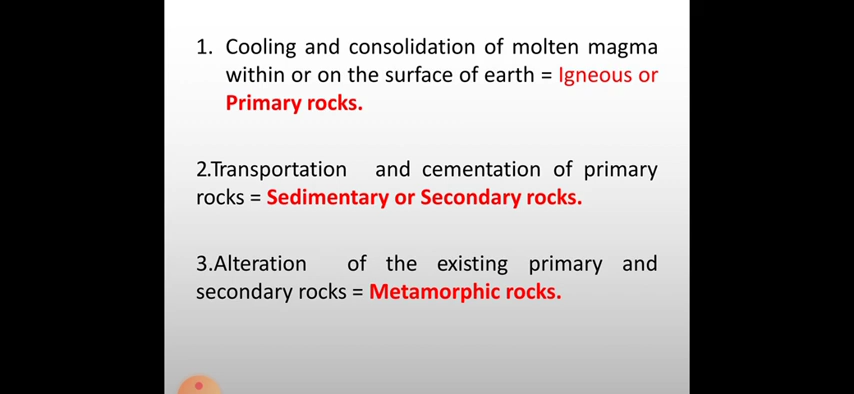 1. Cooling and consolidation of molten magma
within or on the surface of earth = Igneous or
Primary rocks.
2.Transportation and cementation of primary
rocks = Sedimentary or Secondary rocks.
3.Alteration of the existing primary and
secondary rocks = Metamorphic rocks.